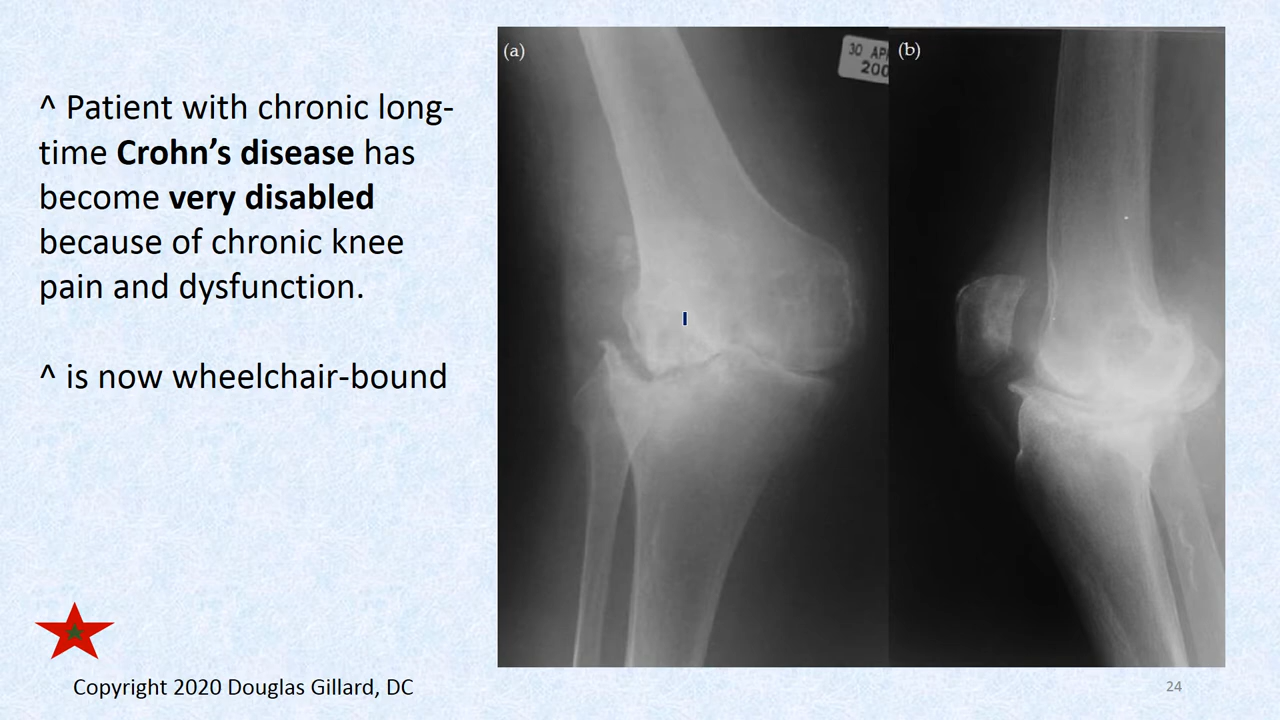 ^ Patient with chronic long-
time Crohn’s disease has
become very disabled
because of chronic knee
pain and dysfunction.
^ is now wheelchair-bound
(a)
30 AP
200
(b)
Copyright 2020 Douglas Gillard, DC
24